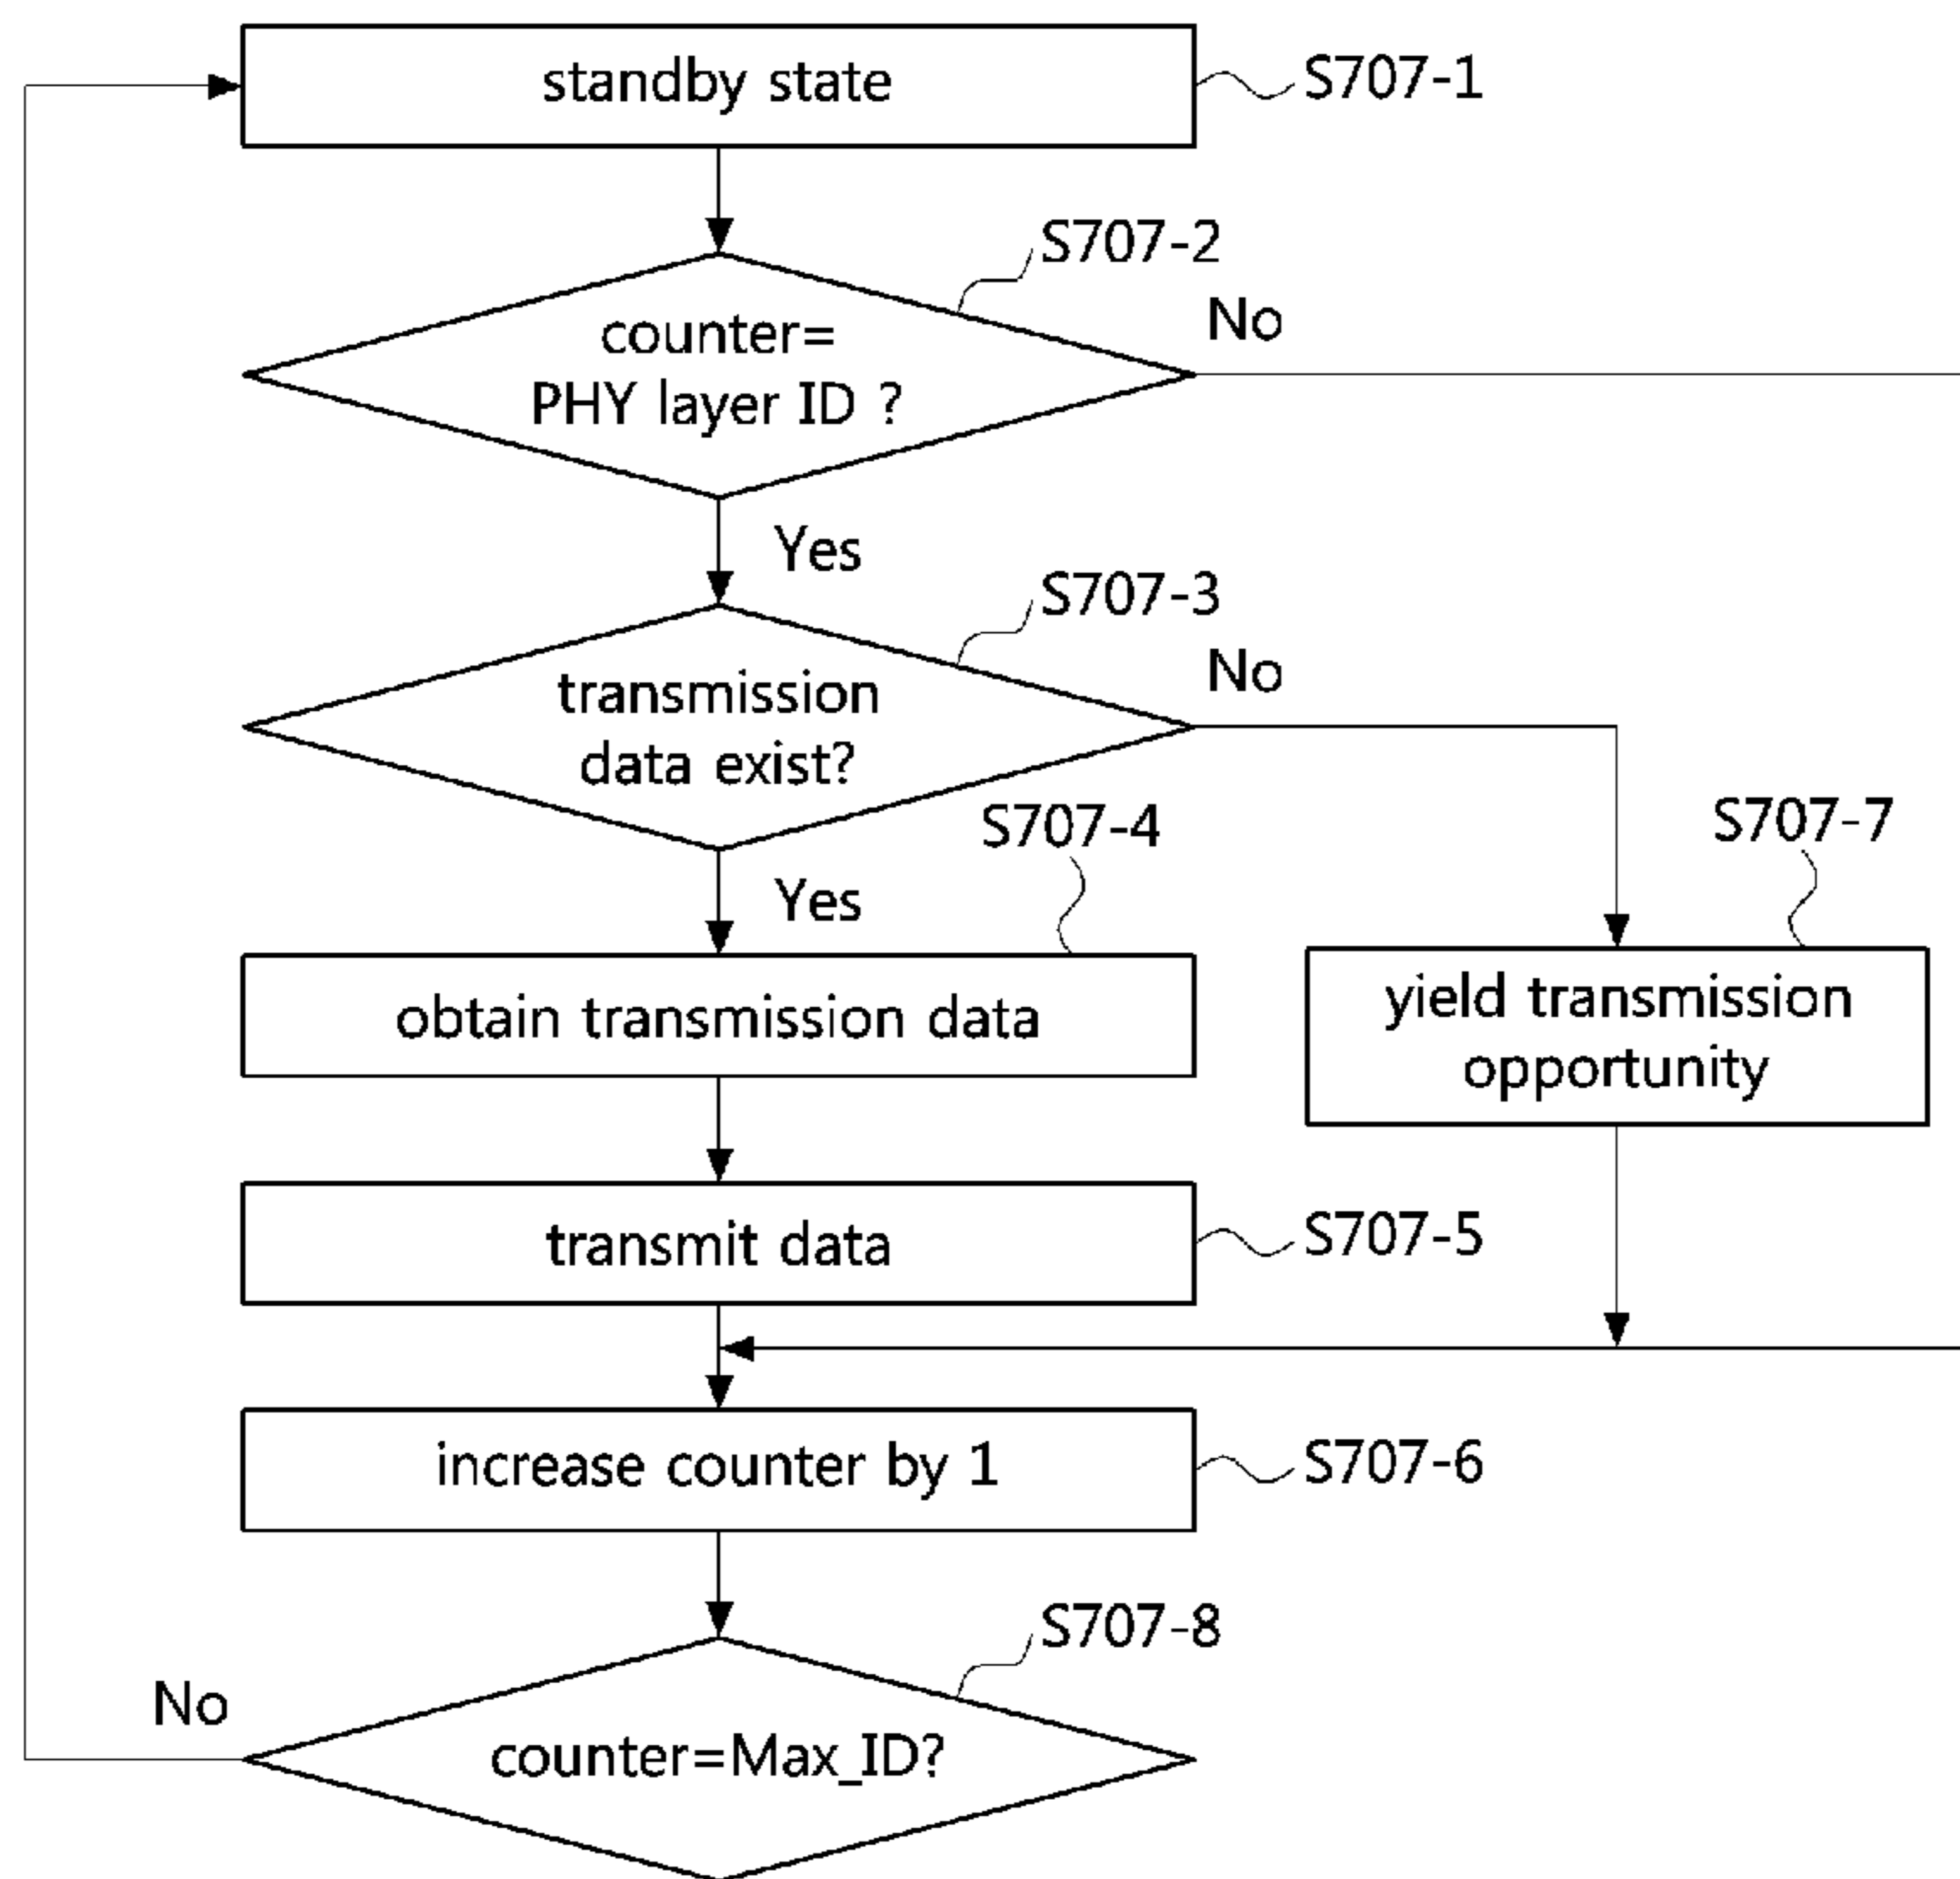 standby state
S707-1
S707-2
No
counter=
PHY layer ID ?
Yes
S707-3
No
transmission
data exist?
S707-4
S707-7
Yes
obtain transmission data
yield transmission
opportunity
transmit data
S707-5
increase counter by 1
S707-6
S707-8
No
counter=Max_ID?